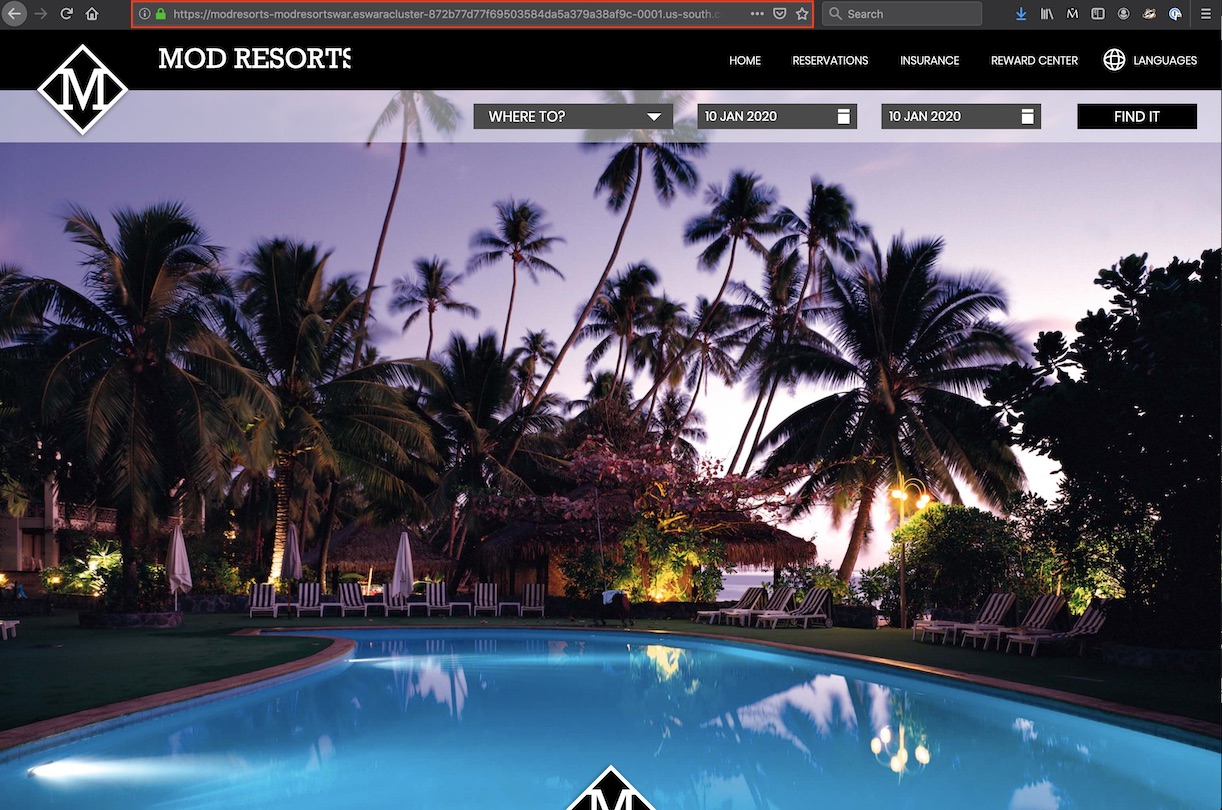 https://modresorts-modresortswar.eswaracluster-872b77d77f69503584da5a379a38af9c-0001.us-south.c
Search
MOD RESORTS
HOME
RESERVATIONS
INSURANCE
REWARD CENTER
LANGUAGES
M
WHERE TO?
10 JAN 2020
10 JAN 2020
FIND IT
M